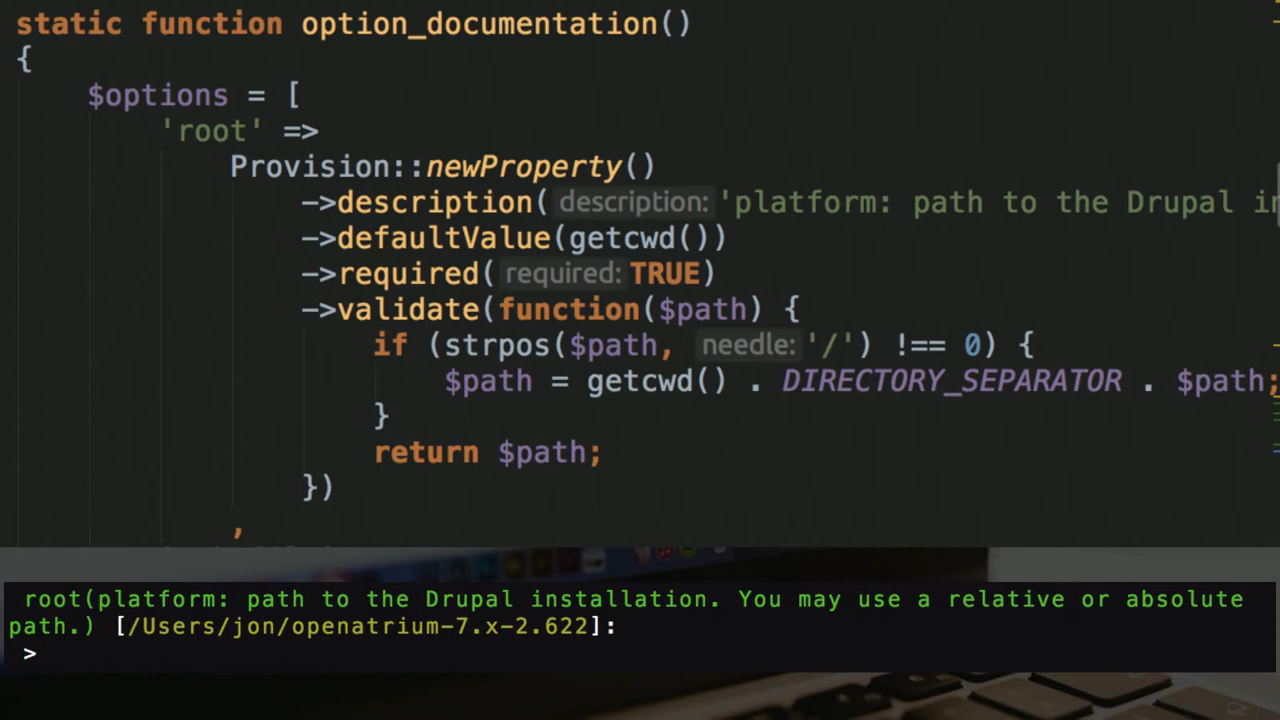 static function option_documentation()
{
$options = [
'root' =>
Provision::newProperty()
->description( description: 'platform: path to the Drupal
->defaultValue(getcwd())
->required( required: TRUE)
->validate(function($path) {
if (strpos($path, needle: '/') !== 0) {
$path = getcwd() . DIRECTORY_SEPARATOR . $path;
}
return $path;
})
,
root(platform: path to the Drupal installation. You may use a relative or absolute
path.) [/Users/jon/openatrium-7.x-2.622]:
>